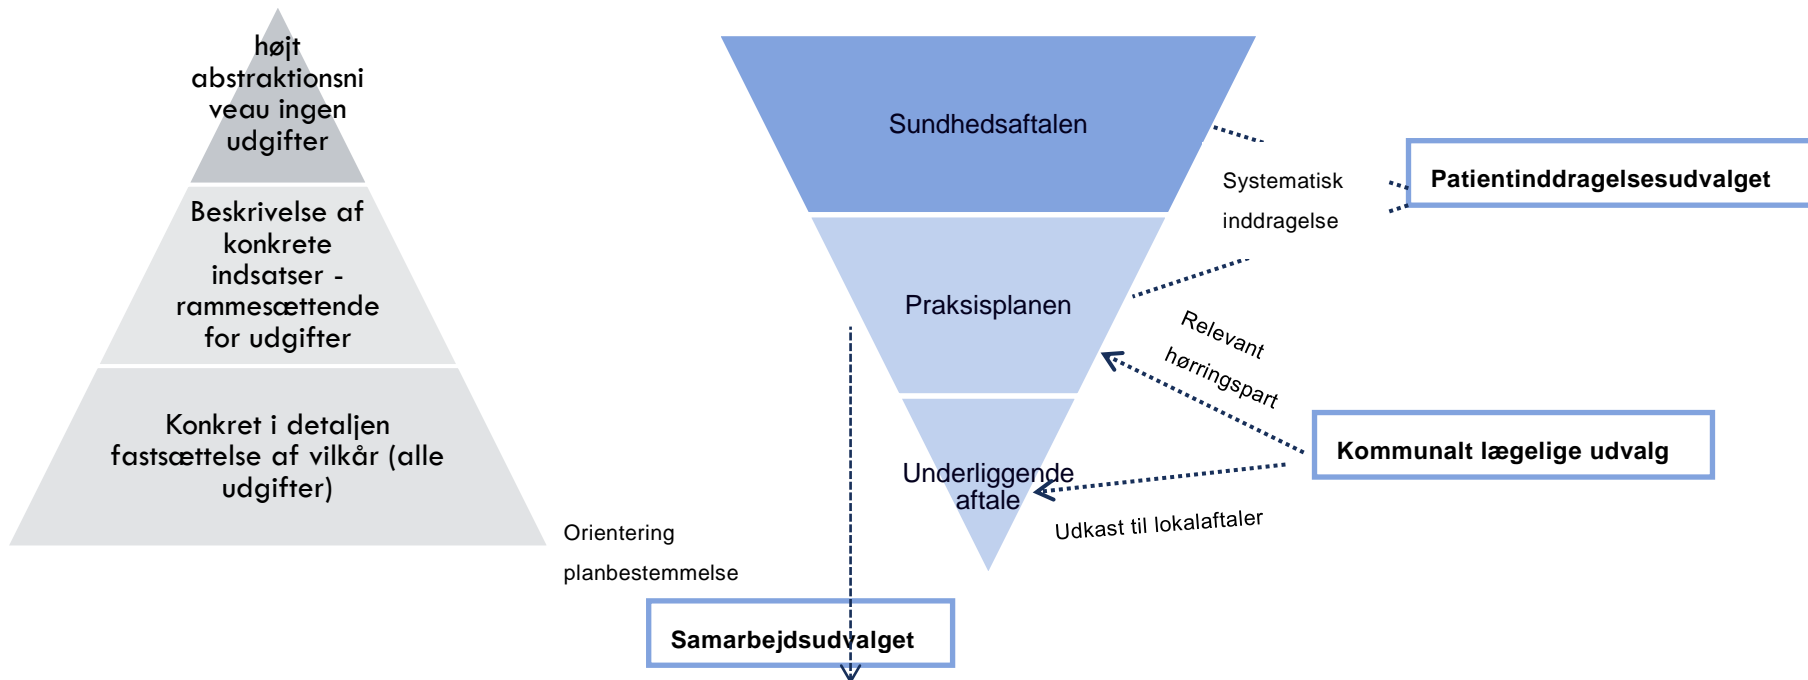 højt
abstraktionsni
veau ingen
udgifter
Beskrivelse af
konkrete
indsatser -
rammesættende
for udgifter
Konkret i detaljen
fastsættelse af vilkår (alle
udgifter)
Sundhedsaftalen
Praksisplanen
Underliggende
aftale
Systematisk
inddragelse
Patientinddragelsesudvalget
Relevant
hørringspart
Kommunalt lægelige udvalg
Udkast til lokalaftaler
Orientering
planbestemmelse
Samarbejdsudvalget